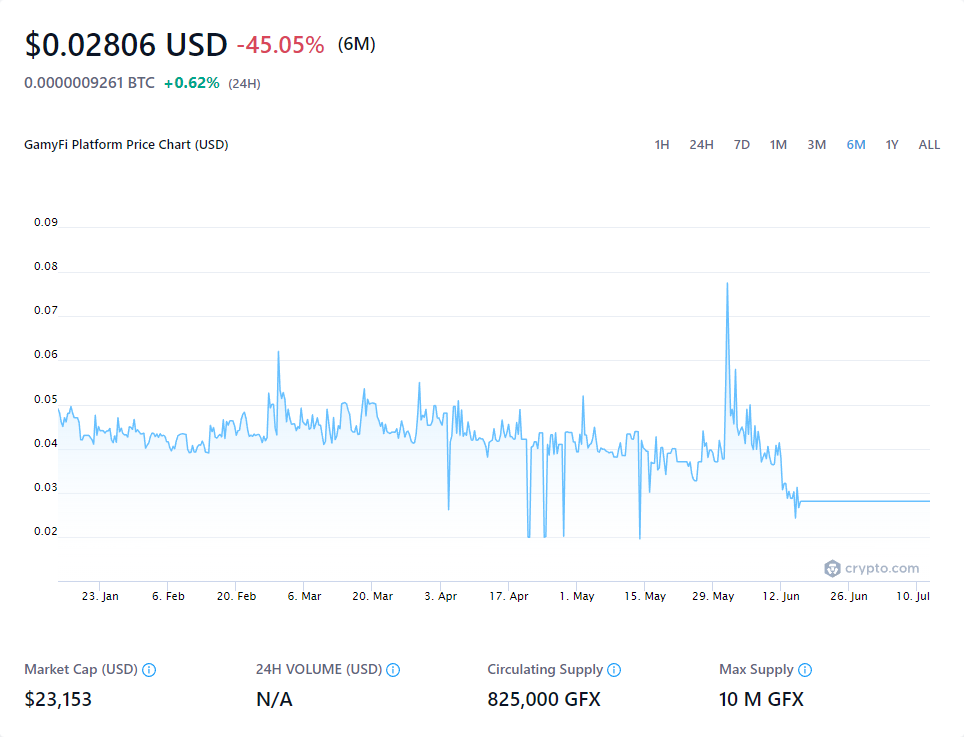 $0.02806 USD -45.05% (6M)
0.0000009261 BTC +0.62% (24H)
GamyFi Platform Price Chart (USD) 1H 24H 7D 1M 3M 6M 1Y ALL
0.09
0.08
0.07
0.06
0.05
0.04
0.03
0.02
crypto.com
23. Jan 6. Feb 20. Feb 6. Mar 20. Mar 3. Apr 17. Apr 1. May 15. May 29. May 12. Jun 26. Jun 10. Jul
Market Cap (USD) 24H VOLUME (USD) Circulating Supply Max Supply
$23,153 N/A 825,000 GFX 10 M GFX